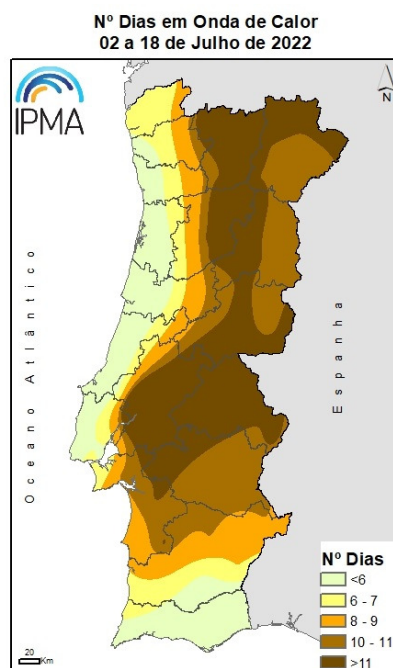 Nº Dias em Onda de Calor
02 a 18 de Julho de 2022
IPMA
N
Oceano Atlântico
Espanha
Nº Dias
<6
6 - 7
8 - 9
10 - 11
>11
20
Km